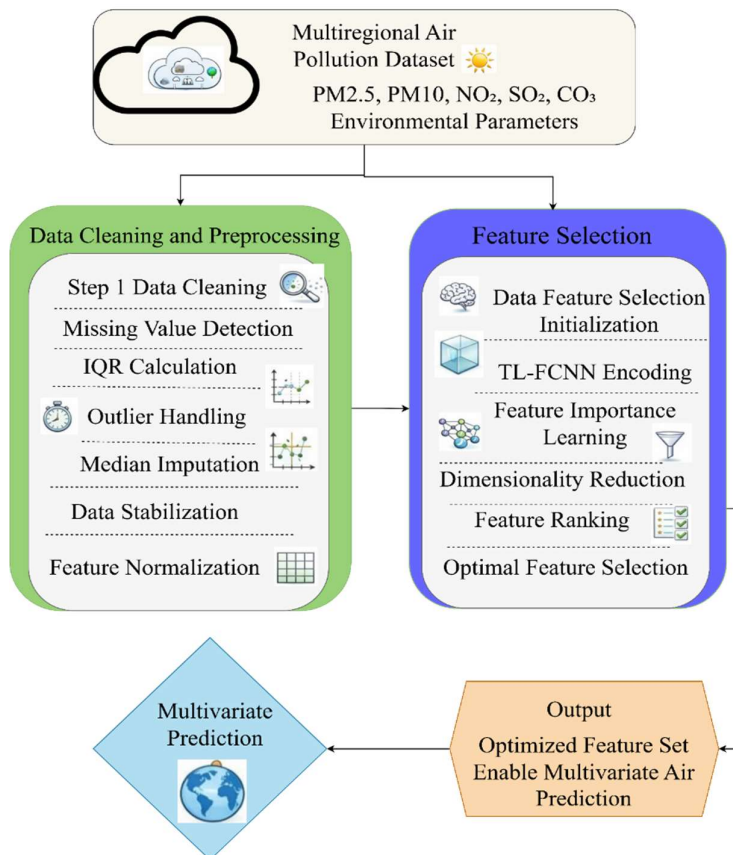 Multiregional Air
Pollution Dataset
PM2.5, PM10, NO₂, SO₂, CO₃
Environmental Parameters
Data Cleaning and Preprocessing
Step 1 Data Cleaning
Missing Value Detection
IQR Calculation
Outlier Handling
Median Imputation
Data Stabilization
Feature Normalization
Feature Selection
Data Feature Selection
Initialization
TL-FCNN Encoding
Feature Importance
Learning
Dimensionality Reduction
Feature Ranking
Optimal Feature Selection
Output
Optimized Feature Set
Enable Multivariate Air
Prediction
Multivariate
Prediction